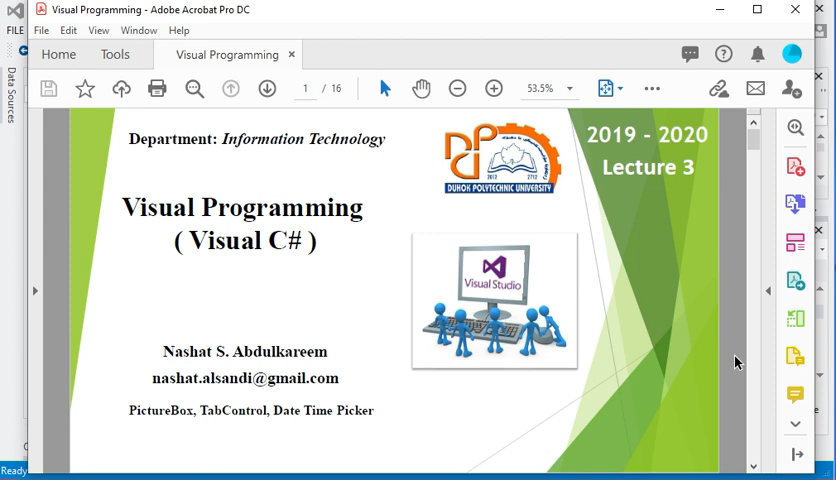 Visual Programming - Adobe Acrobat Pro DC
FILE
File Edit View Window Help
Home Tools Visual Programming ×
1 / 16 53.5%
Data Sources
Department: Information Technology
DUHOK POLYTECHNIC UNIVERSITY
2019 - 2020
Lecture 3
Visual Programming
( Visual C# )
Visual Studio
Nashat S. Abdulkareem
nashat.alsandi@gmail.com
PictureBox, TabControl, Date Time Picker
Ready